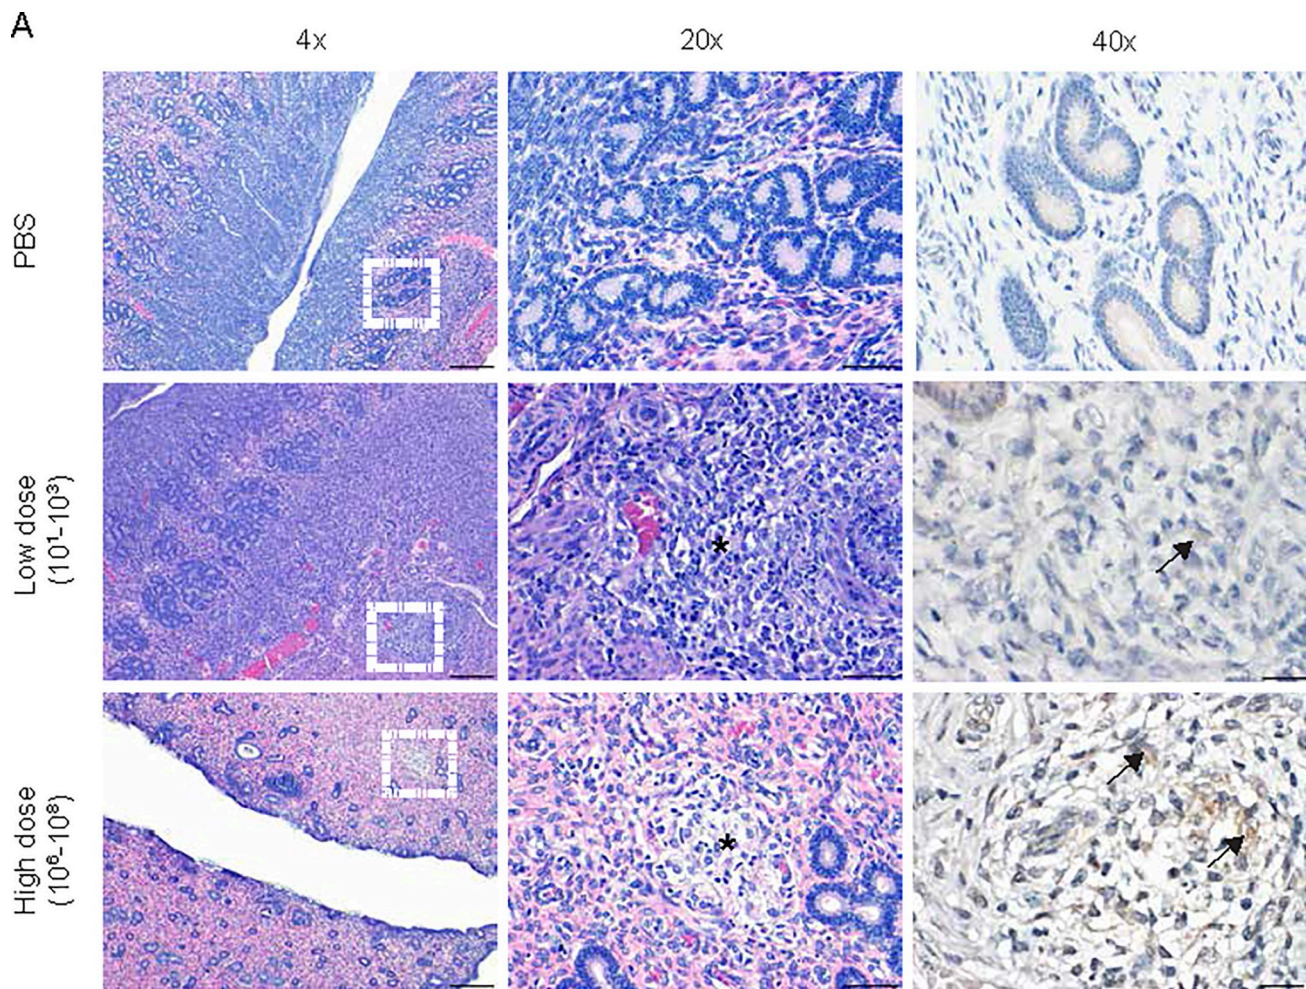 A
4x 20x 40x
PBS
Low dose
(10¹-10³)
High dose
(10⁶-10⁸)